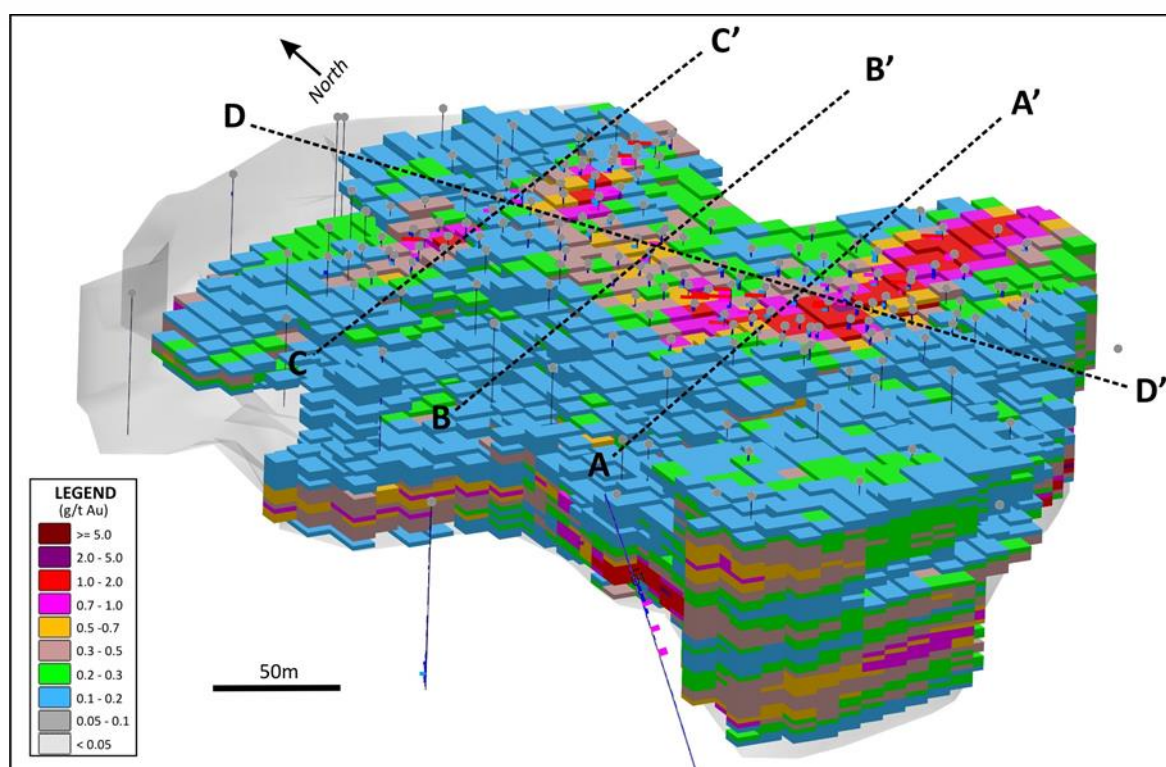 C’
North
B’
D
A’
C
D’
B
A
LEGEND
(g/t Au)
>= 5.0
2.0 - 5.0
1.0 - 2.0
0.7 - 1.0
0.5 -0.7
0.3 - 0.5
0.2 - 0.3
0.1 - 0.2
0.05 - 0.1
< 0.05
50m